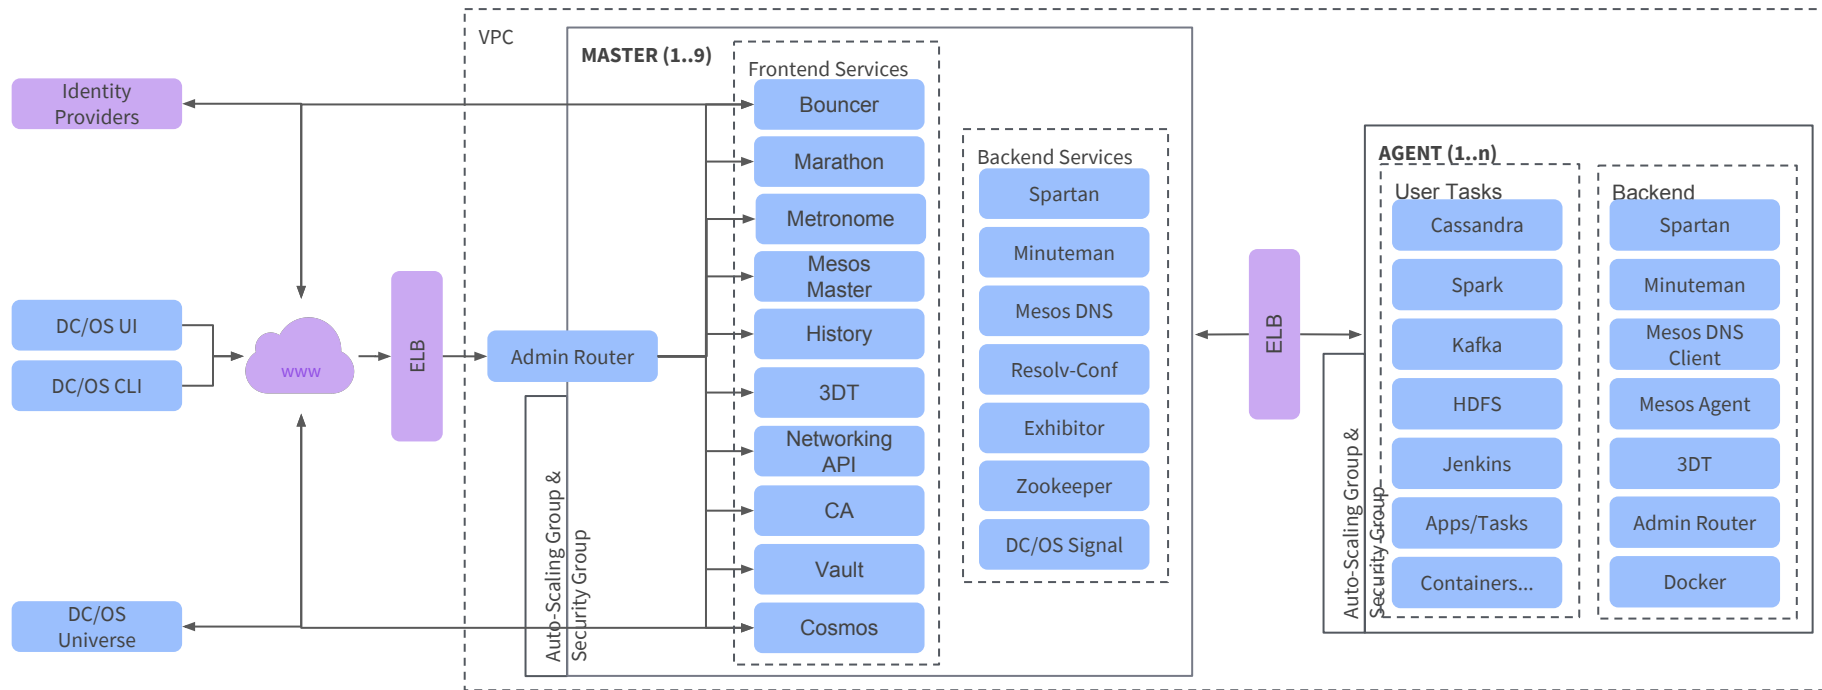 VPC
MASTER (1..9)
Identity
Providers
DC/OS UI
DC/OS CLI
DC/OS
Universe
www
ELB
Admin Router
Auto-Scaling Group &
Security Group
Frontend Services
Bouncer
Marathon
Metronome
Mesos
Master
History
3DT
Networking
API
CA
Vault
Cosmos
Backend Services
Spartan
Minuteman
Mesos DNS
Resolv-Conf
Exhibitor
Zookeeper
DC/OS Signal
ELB
AGENT (1..n)
Auto-Scaling Group &
Security Group
User Tasks
Cassandra
Spark
Kafka
HDFS
Jenkins
Apps/Tasks
Containers...
Backend
Spartan
Minuteman
Mesos DNS
Client
Mesos Agent
3DT
Admin Router
Docker